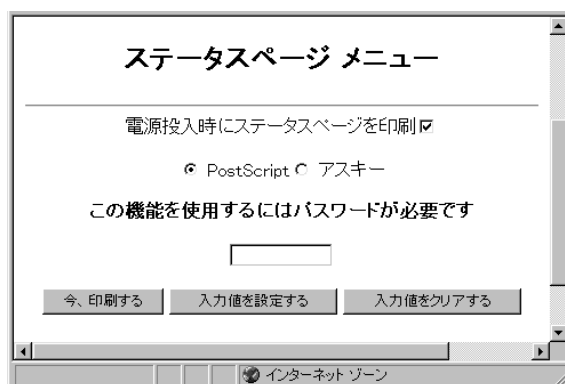 ステータスページ メニュー
電源投入時にステータスページを印刷
PostScript アスキー
この機能を使用するにはパスワードが必要です
今、印刷する 入力値を設定する 入力値をクリアする
インターネット ゾーン